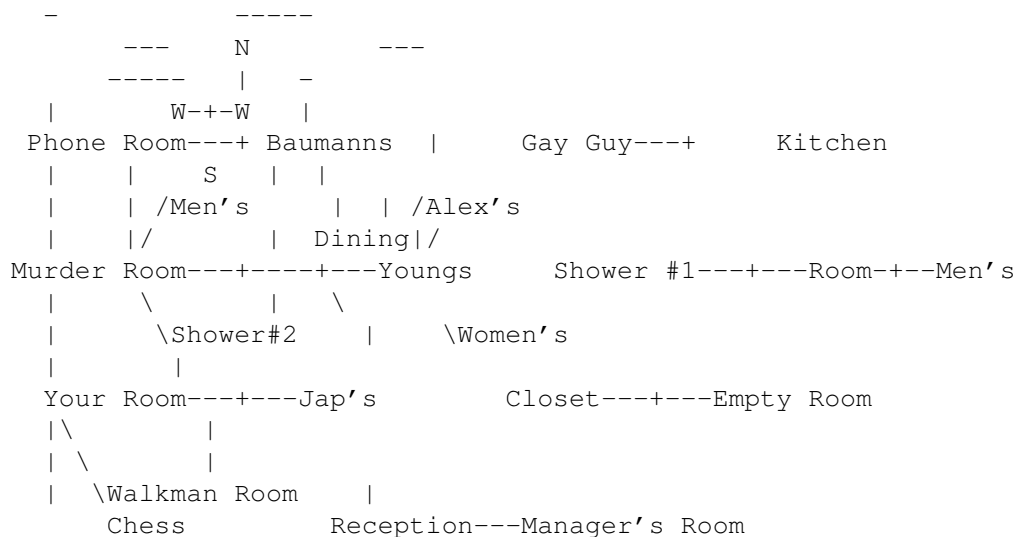 -               -----
---     N         ---
-----    |    -
|         W-+-W    |
Phone Room---+ Baumanns   |       Gay Guy---+       Kitchen
|      |      S    |   |
|      | /Men's      |   | /Alex's
|      |/          |   Dining|/
Murder Room---+----+---Youngs       Shower #1---+---Room-+--Men's
|       \         |     \
|        \Shower#2      |      \Women's
|         |
Your Room---+---Jap's          Closet---+---Empty Room
|\           |
| \          |
|   \Walkman Room      |
Chess           Reception---Manager's Room